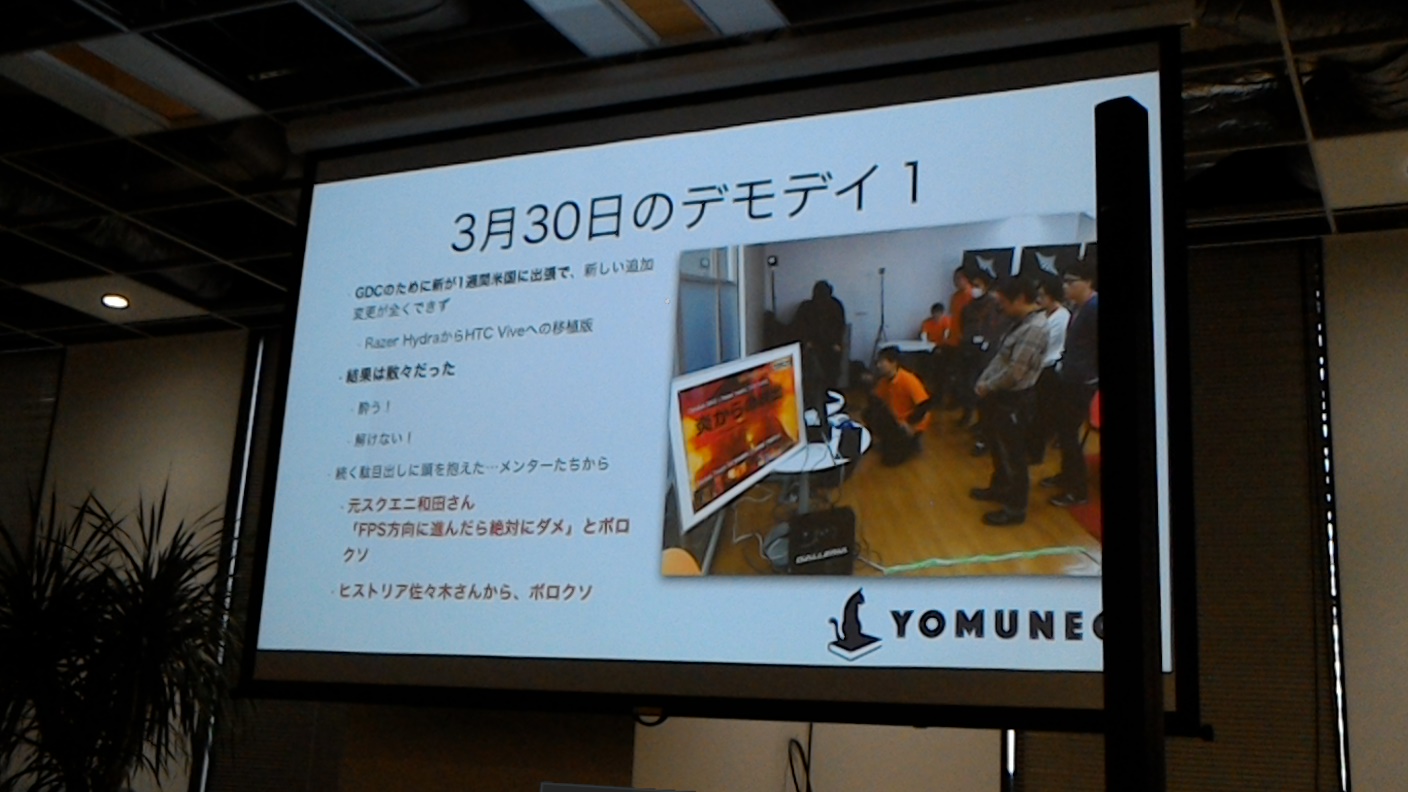 3月30日のデモデイ1
GDCのために新が1週間米国に出張で、新しい追加
変更が全くできず
Razer HydraからHTC Viveへの移植版
結果は散々だった
酔う！
解けない！
続く駄目出しに頭を抱えた…メンターたちから
元スクエニ和田さん
「FPS方向に進んだら絶対にダメ」とボロ
クソ
ヒストリア佐々木さんから、ボロクソ
炎からの脱出
GALLERIA
YOMUNE